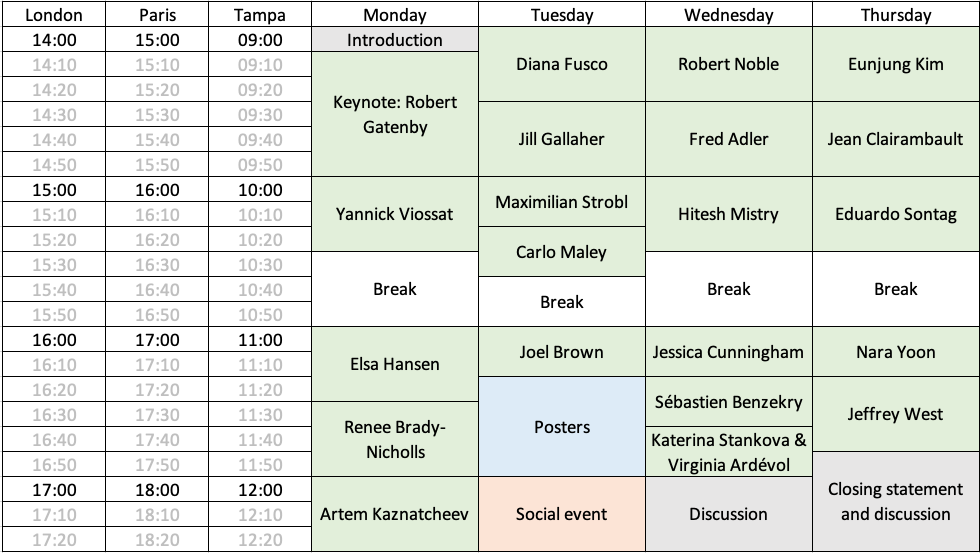 London Paris Tampa Monday Tuesday Wednesday Thursday
14:00 15:00 09:00 Introduction
14:10 15:10 09:10 Diana Fusco Robert Noble Eunjung Kim
14:20 15:20 09:20
Keynote: Robert
Gatenby
14:30 15:30 09:30
14:40 15:40 09:40 Jill Gallaher Fred Adler Jean Clairambault
14:50 15:50 09:50
15:00 16:00 10:00 Maximilian Strobl
15:10 16:10 10:10 Yannick Viossat Hitesh Mistry Eduardo Sontag
15:20 16:20 10:20 Carlo Maley
15:30 16:30 10:30
15:40 16:40 10:40 Break Break Break Break
15:50 16:50 10:50
16:00 17:00 11:00 Joel Brown Jessica Cunningham Nara Yoon
16:10 17:10 11:10 Elsa Hansen
16:20 17:20 11:20 Sébastien Benzekry
16:30 17:30 11:30 Jeffrey West
Renee Brady-
Nicholls
Posters
16:40 17:40 11:40
Katerina Stankova &
Virginia Ardévol
16:50 17:50 11:50
17:00 18:00 12:00
Closing statement
and discussion
17:10 18:10 12:10 Artem Kaznatcheev Social event Discussion
17:20 18:20 12:20